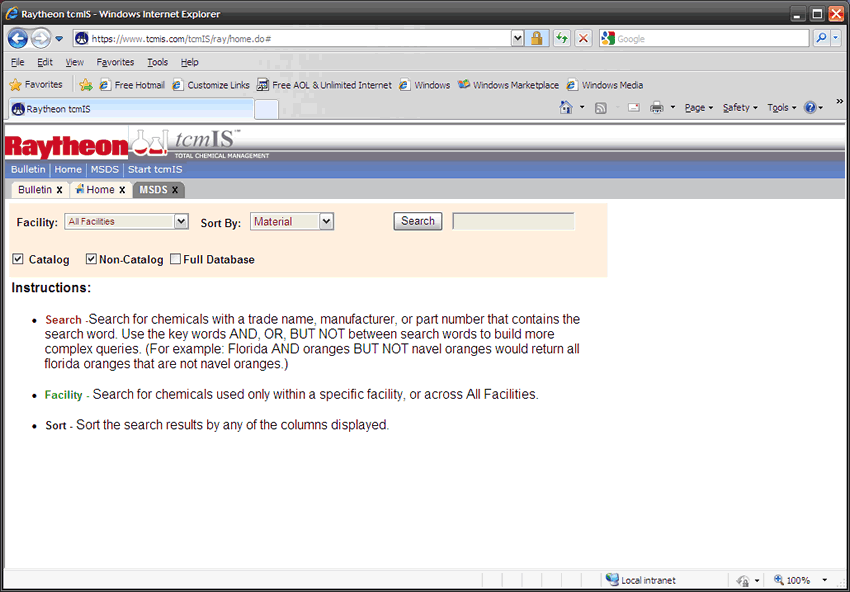 Raytheon tcmIS - Windows Internet Explorer
https://www.tcmis.com/tcmIS/ray/home.do#
Google
File Edit View Favorites Tools Help
Favorites Free Hotmail Customize Links Free AOL & Unlimited Internet Windows Windows Marketplace Windows Media
Raytheon tcmIS Page Safety Tools »
Raytheon tcmIS™
TOTAL CHEMICAL MANAGEMENT
Bulletin Home MSDS Start tcmIS
Bulletin x Home x MSDS x
Facility: All Facilities Sort By: Material Search
Catalog Non-Catalog Full Database
Instructions:
• Search -Search for chemicals with a trade name, manufacturer, or part number that contains the
search word. Use the key words AND, OR, BUT NOT between search words to build more
complex queries. (For example: Florida AND oranges BUT NOT navel oranges would return all
florida oranges that are not navel oranges.)
• Facility - Search for chemicals used only within a specific facility, or across All Facilities.
• Sort - Sort the search results by any of the columns displayed.
Local intranet 100%